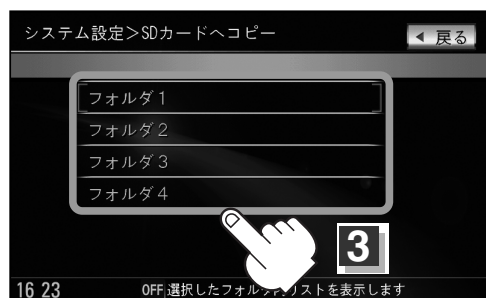 システム設定＞SDカードへコピー
◀ 戻る
フォルダ１
フォルダ２
フォルダ３
フォルダ４
3
16 23 OFF 選択したフォル リストを表示します